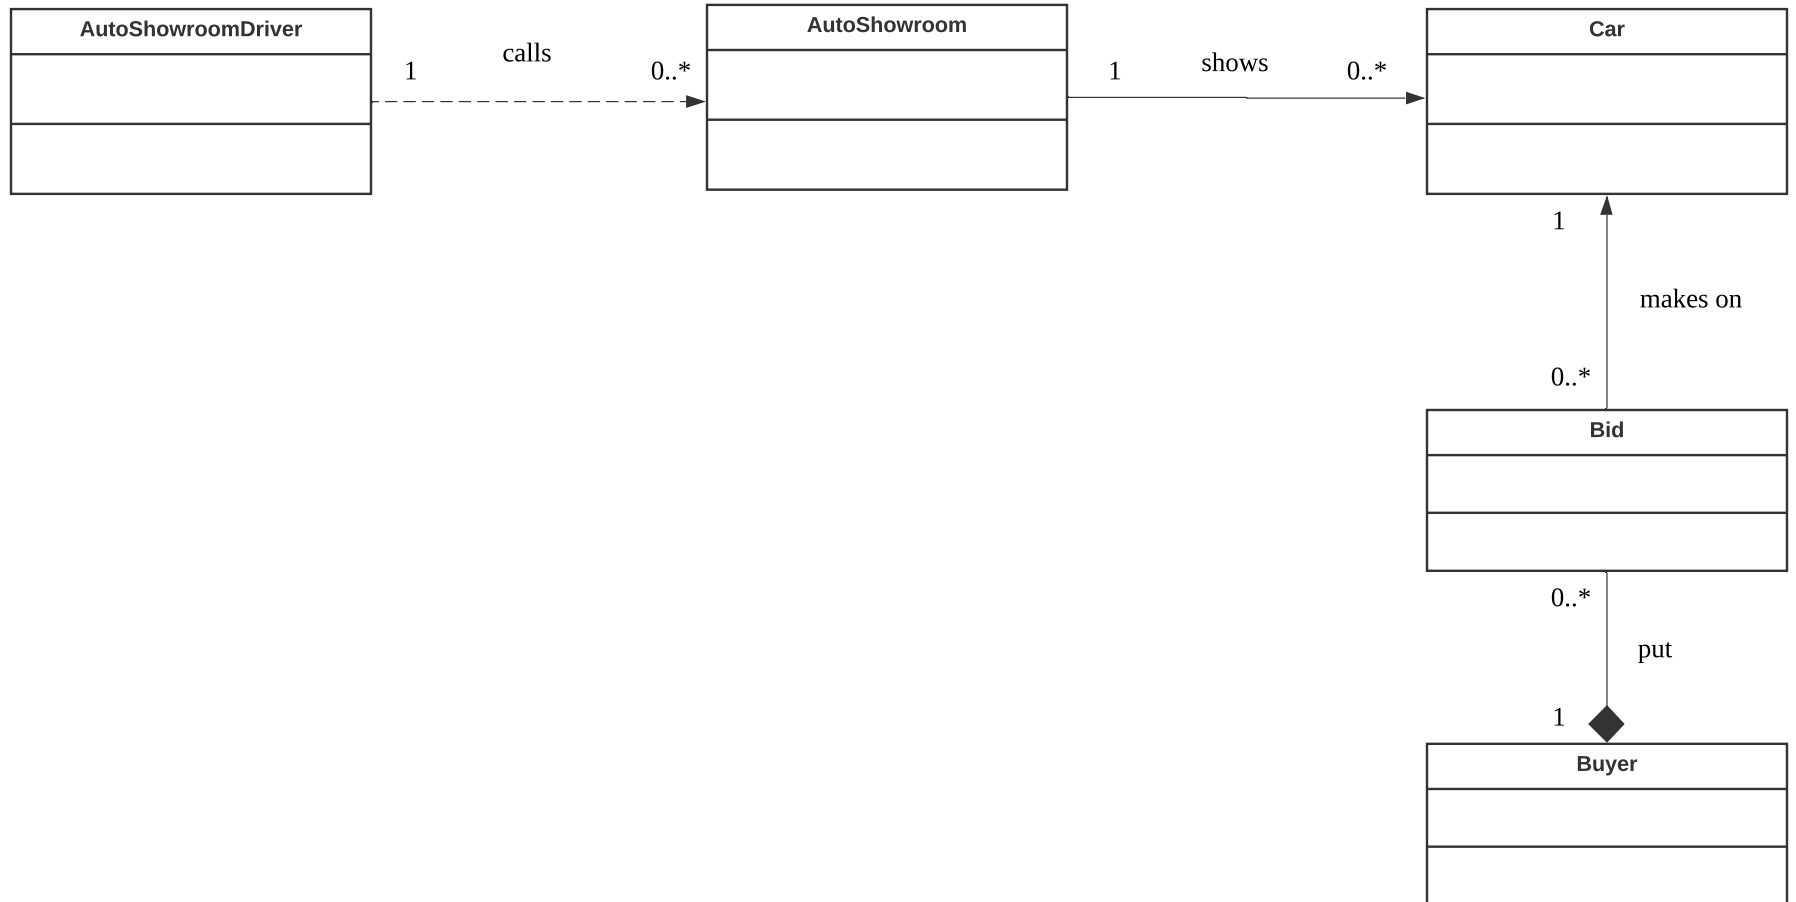 AutoShowroomDriver
1
calls
0..*
AutoShowroom
1
shows
0..*
Car
1
makes on
0..*
Bid
0..*
put
1
Buyer